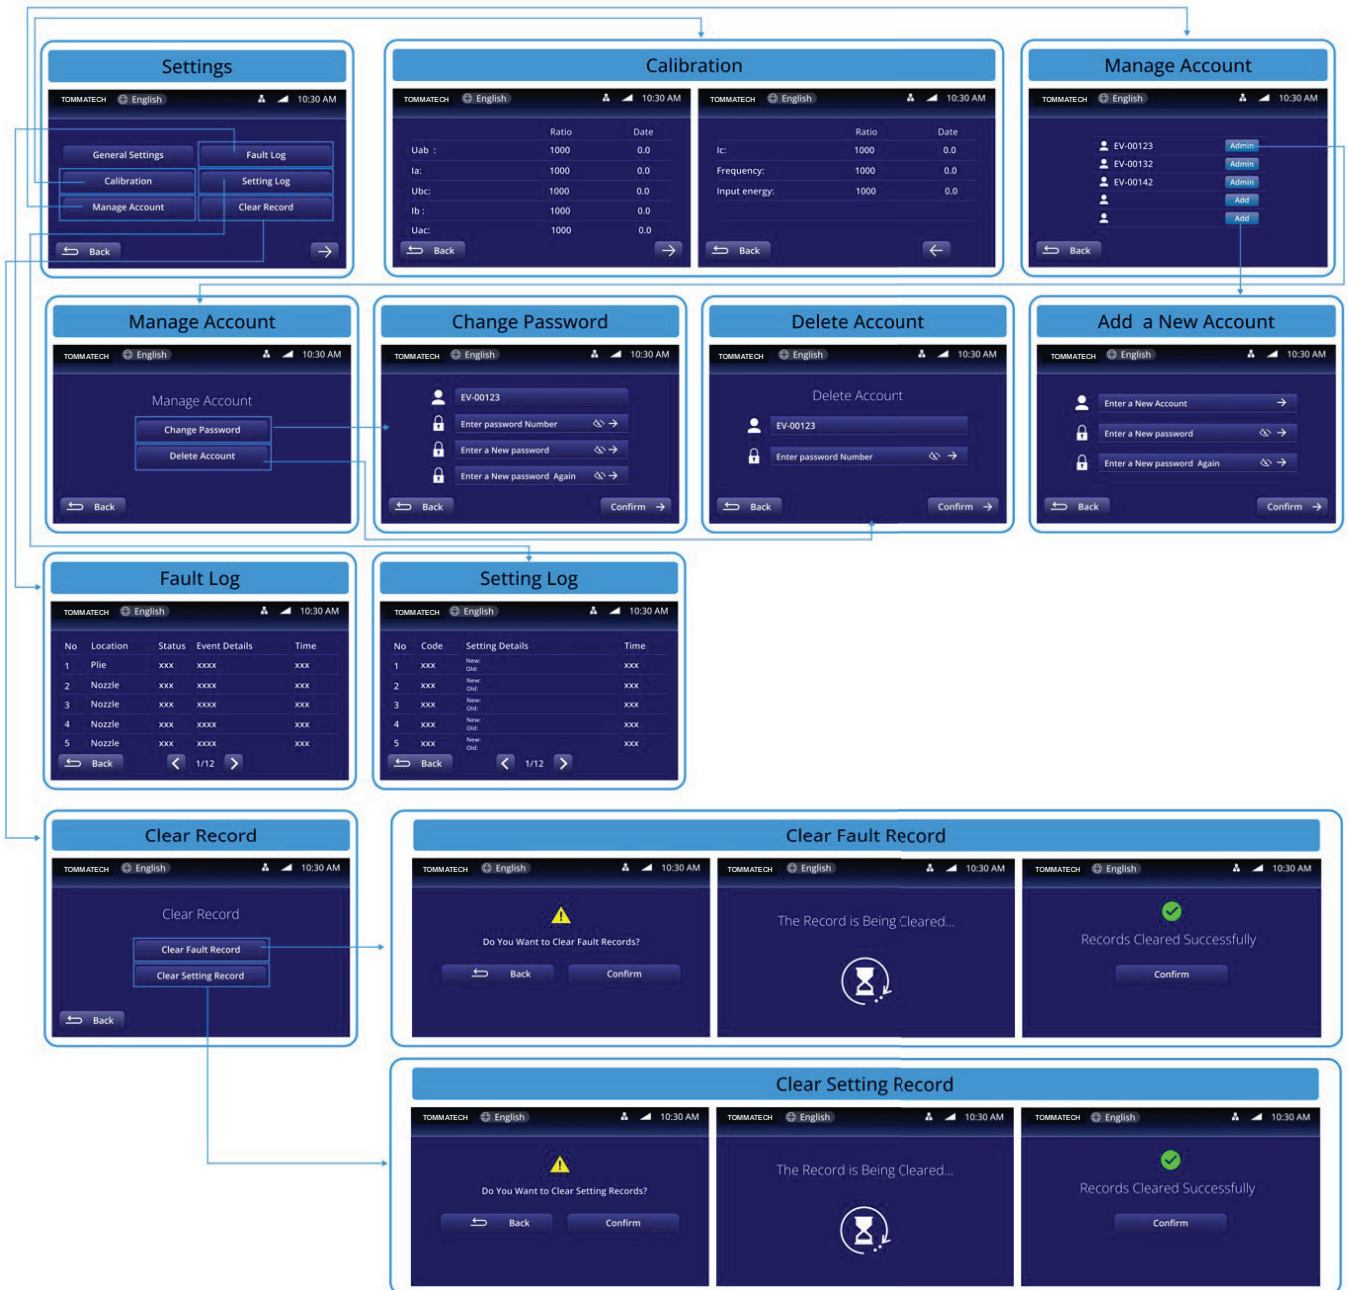 Settings
TOMMATECH English 10:30 AM
General Settings Fault Log
Calibration Setting Log
Manage Account Clear Record
Back
Calibration
TOMMATECH English 10:30 AM
Ratio Date
Uab : 1000 0.0
Ia: 1000 0.0
Ubc: 1000 0.0
Ib : 1000 0.0
Uac: 1000 0.0
Back
TOMMATECH English 10:30 AM
Ratio Date
Ic: 1000 0.0
Frequency: 1000 0.0
Input energy: 1000 0.0
Back
Manage Account
TOMMATECH English 10:30 AM
EV-00123 Admin
EV-00132 Admin
EV-00142 Admin
Add
Add
Back
Manage Account
TOMMATECH English 10:30 AM
Manage Account
Change Password
Delete Account
Back
Change Password
TOMMATECH English 10:30 AM
EV-00123
Enter password Number
Enter a New password
Enter a New password Again
Back Confirm
Delete Account
TOMMATECH English 10:30 AM
Delete Account
EV-00123
Enter password Number
Back Confirm
Add a New Account
TOMMATECH English 10:30 AM
Enter a New Account
Enter a New password
Enter a New password Again
Back Confirm
Fault Log
TOMMATECH English 10:30 AM
No Location Status Event Details Time
1 Plie xxx xxxx xxx
2 Nozzle xxx xxxx xxx
3 Nozzle xxx xxxx xxx
4 Nozzle xxx xxxx xxx
5 Nozzle xxx xxxx xxx
Back 1/12
Setting Log
TOMMATECH English 10:30 AM
No Code Setting Details Time
1 xxx New: xxx
Old:
2 xxx New: xxx
Old:
3 xxx New: xxx
Old:
4 xxx New: xxx
Old:
5 xxx New: xxx
Old:
Back 1/12
Clear Record
TOMMATECH English 10:30 AM
Clear Record
Clear Fault Record
Clear Setting Record
Back
Clear Fault Record
TOMMATECH English 10:30 AM
Do You Want to Clear Fault Records?
Back Confirm
TOMMATECH English 10:30 AM
The Record is Being Cleared...
TOMMATECH English 10:30 AM
Records Cleared Successfully
Confirm
Clear Setting Record
TOMMATECH English 10:30 AM
Do You Want to Clear Setting Records?
Back Confirm
TOMMATECH English 10:30 AM
The Record is Being Cleared...
TOMMATECH English 10:30 AM
Records Cleared Successfully
Confirm